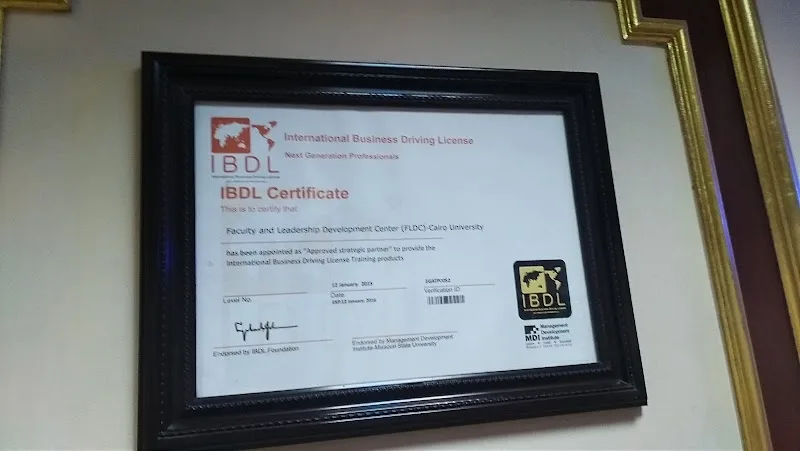 IBDL
International Business Driving License
Next Generation Professionals
IBDL Certificate
This is to certify that
Faculty and Leadership Development Center (FLDC)-Cairo University
has been appointed as "Approved strategic partner" to provide the
International Business Driving License Training products
Level No.
12 January
Date
Verification ID
Endorsed by IBDL Foundation
Endorsed by Management Development
Institute-Missouri State University
IBDL
MDI
Management
Development
Institute